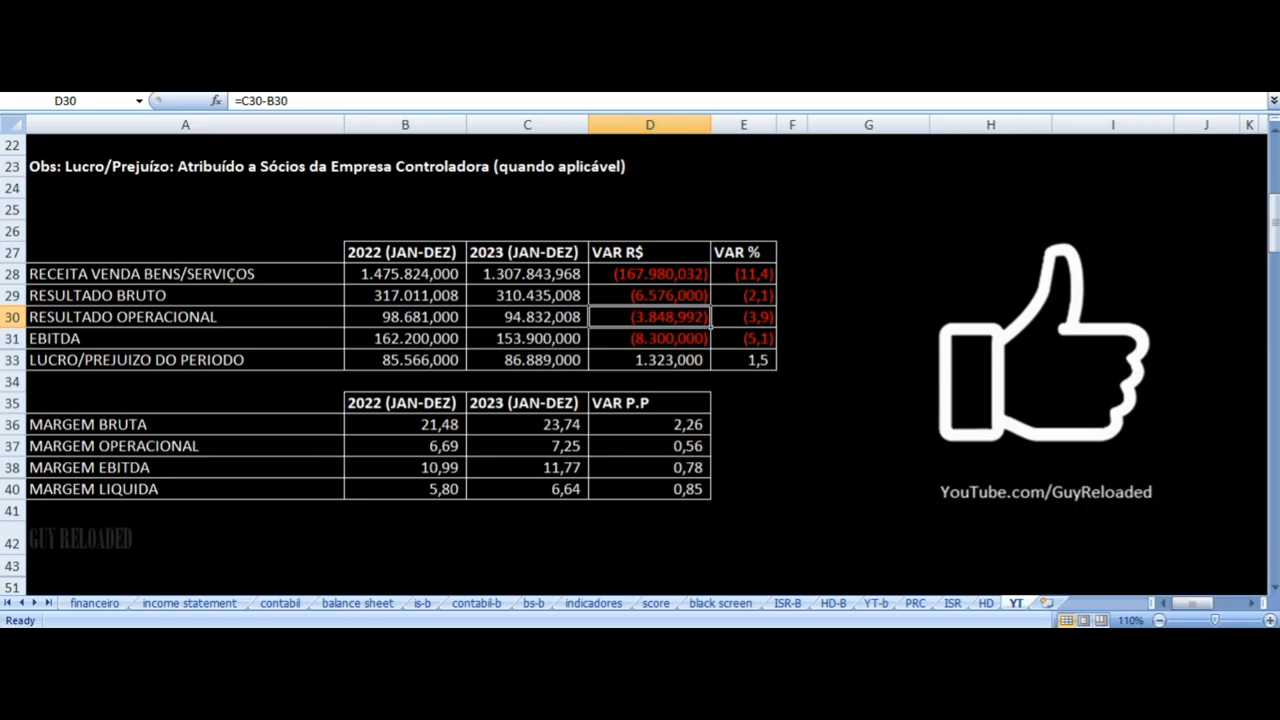 D30 fx =C30-B30
A B C D E F G H I J K
22
23 Obs: Lucro/Prejuízo: Atribuído a Sócios da Empresa Controladora (quando aplicável)
24
25
26
27 2022 (JAN-DEZ) 2023 (JAN-DEZ) VAR R$ VAR %
28 RECEITA VENDA BENS/SERVIÇOS 1.475.824,000 1.307.843,968 (167.980,032) (11,4)
29 RESULTADO BRUTO 317.011,008 310.435,008 (6.576,000) (2,1)
30 RESULTADO OPERACIONAL 98.681,000 94.832,008 (3.848,992) (3,9)
31 EBITDA 162.200,000 153.900,000 (8.300,000) (5,1)
33 LUCRO/PREJUIZO DO PERIODO 85.566,000 86.889,000 1.323,000 1,5
34
35 2022 (JAN-DEZ) 2023 (JAN-DEZ) VAR P.P
36 MARGEM BRUTA 21,48 23,74 2,26
37 MARGEM OPERACIONAL 6,69 7,25 0,56
38 MARGEM EBITDA 10,99 11,77 0,78
40 MARGEM LIQUIDA 5,80 6,64 0,85
YouTube.com/GuyReloaded
41
42 GUY RELOADED
43
51
financeiro income statement contabil balance sheet is-b contabil-b bs-b indicadores score black screen ISR-B HD-B YT-b PRC ISR HD YT
Ready 110%